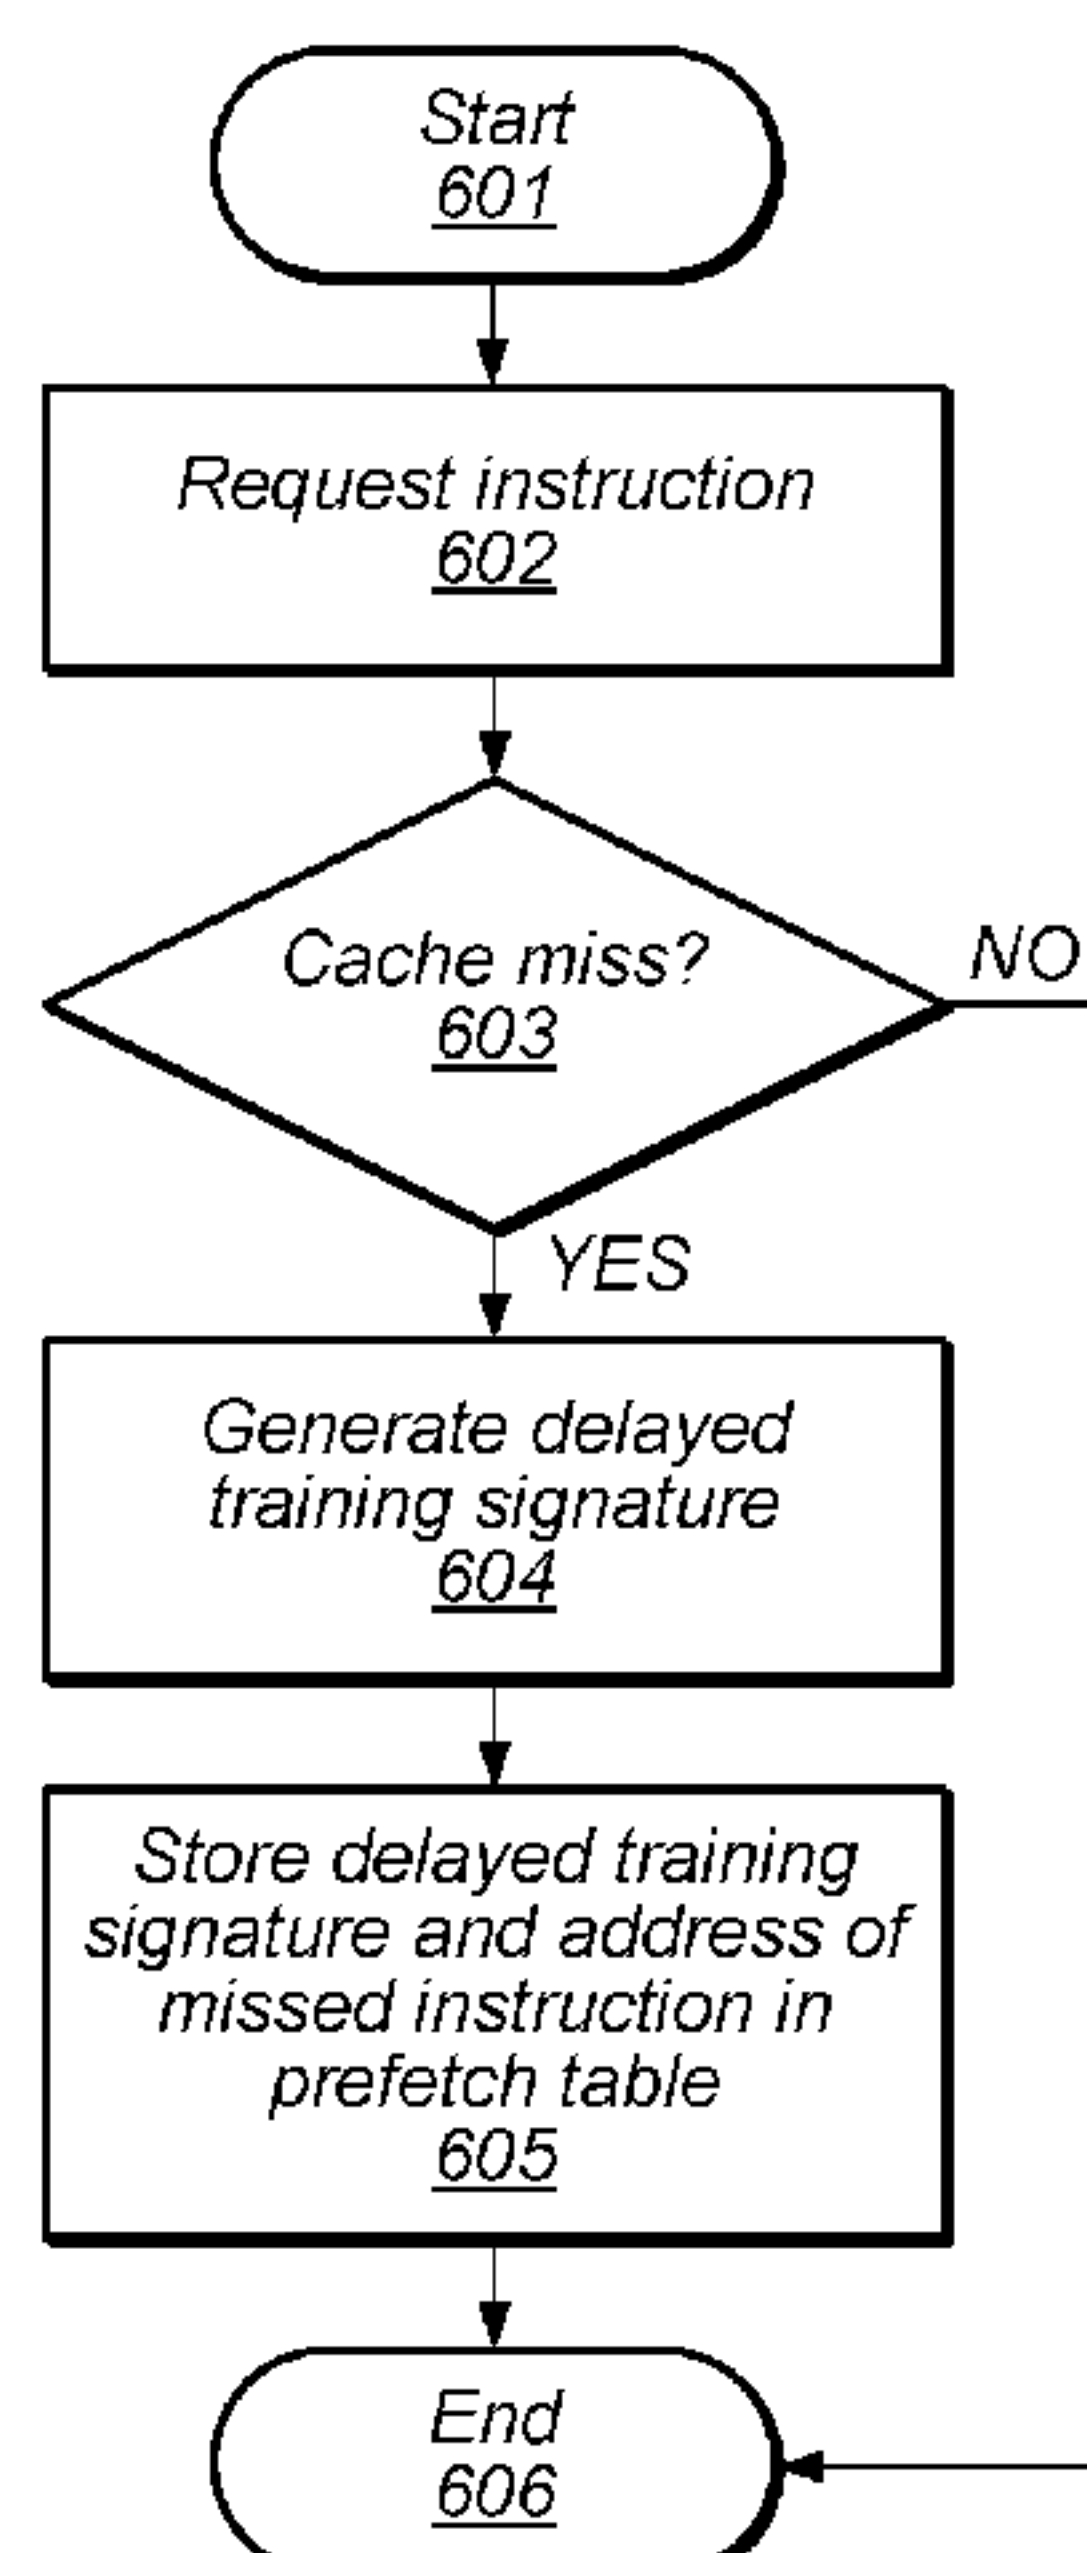 Start
601
Request instruction
602
Cache miss?
603
NO
YES
Generate delayed
training signature
604
Store delayed training
signature and address of
missed instruction in
prefetch table
605
End
606